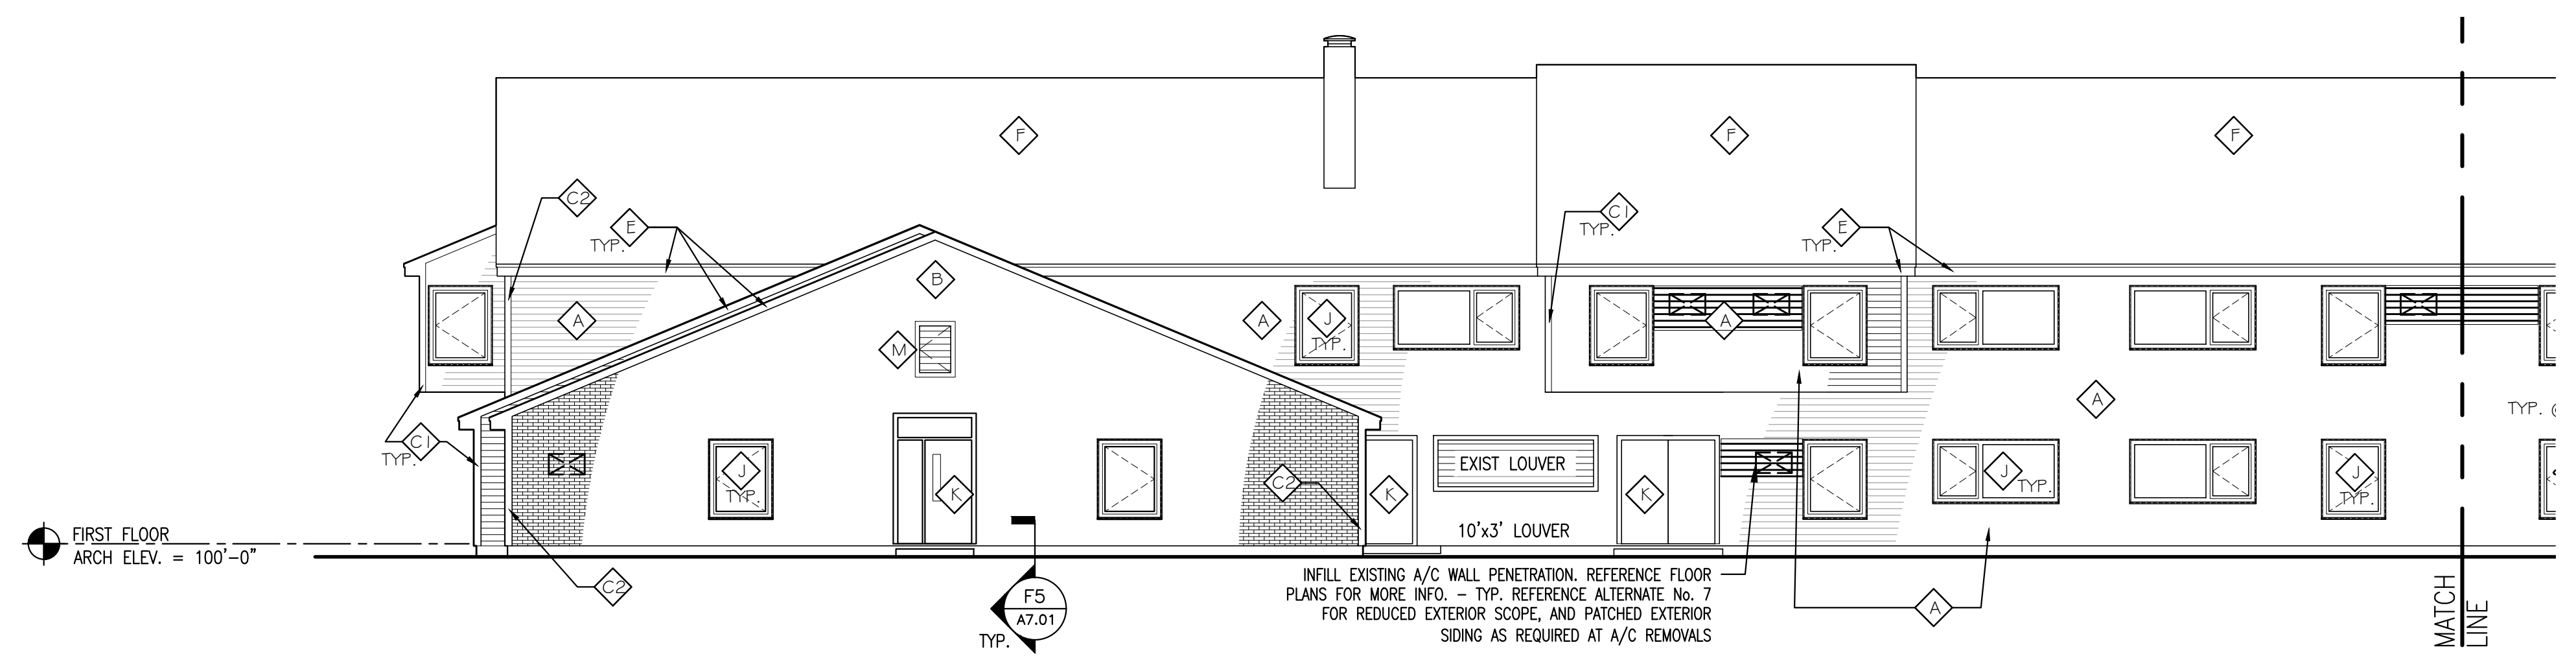 F
F
F
C2
C1
TYP.
E
TYP.
E
TYP.
B
A
A
J
TYP.
A
M
A
TYP.
C1
TYP.
EXIST LOUVER
J
TYP.
K
C2
K
K
J
TYP.
J
TYP.
10'x3' LOUVER
FIRST FLOOR
ARCH ELEV. = 100'-0"
C2
F5
A7.01
TYP.
INFILL EXISTING A/C WALL PENETRATION. REFERENCE FLOOR
PLANS FOR MORE INFO. - TYP. REFERENCE ALTERNATE No. 7
FOR REDUCED EXTERIOR SCOPE, AND PATCHED EXTERIOR
SIDING AS REQUIRED AT A/C REMOVALS
A
MATCH
LINE